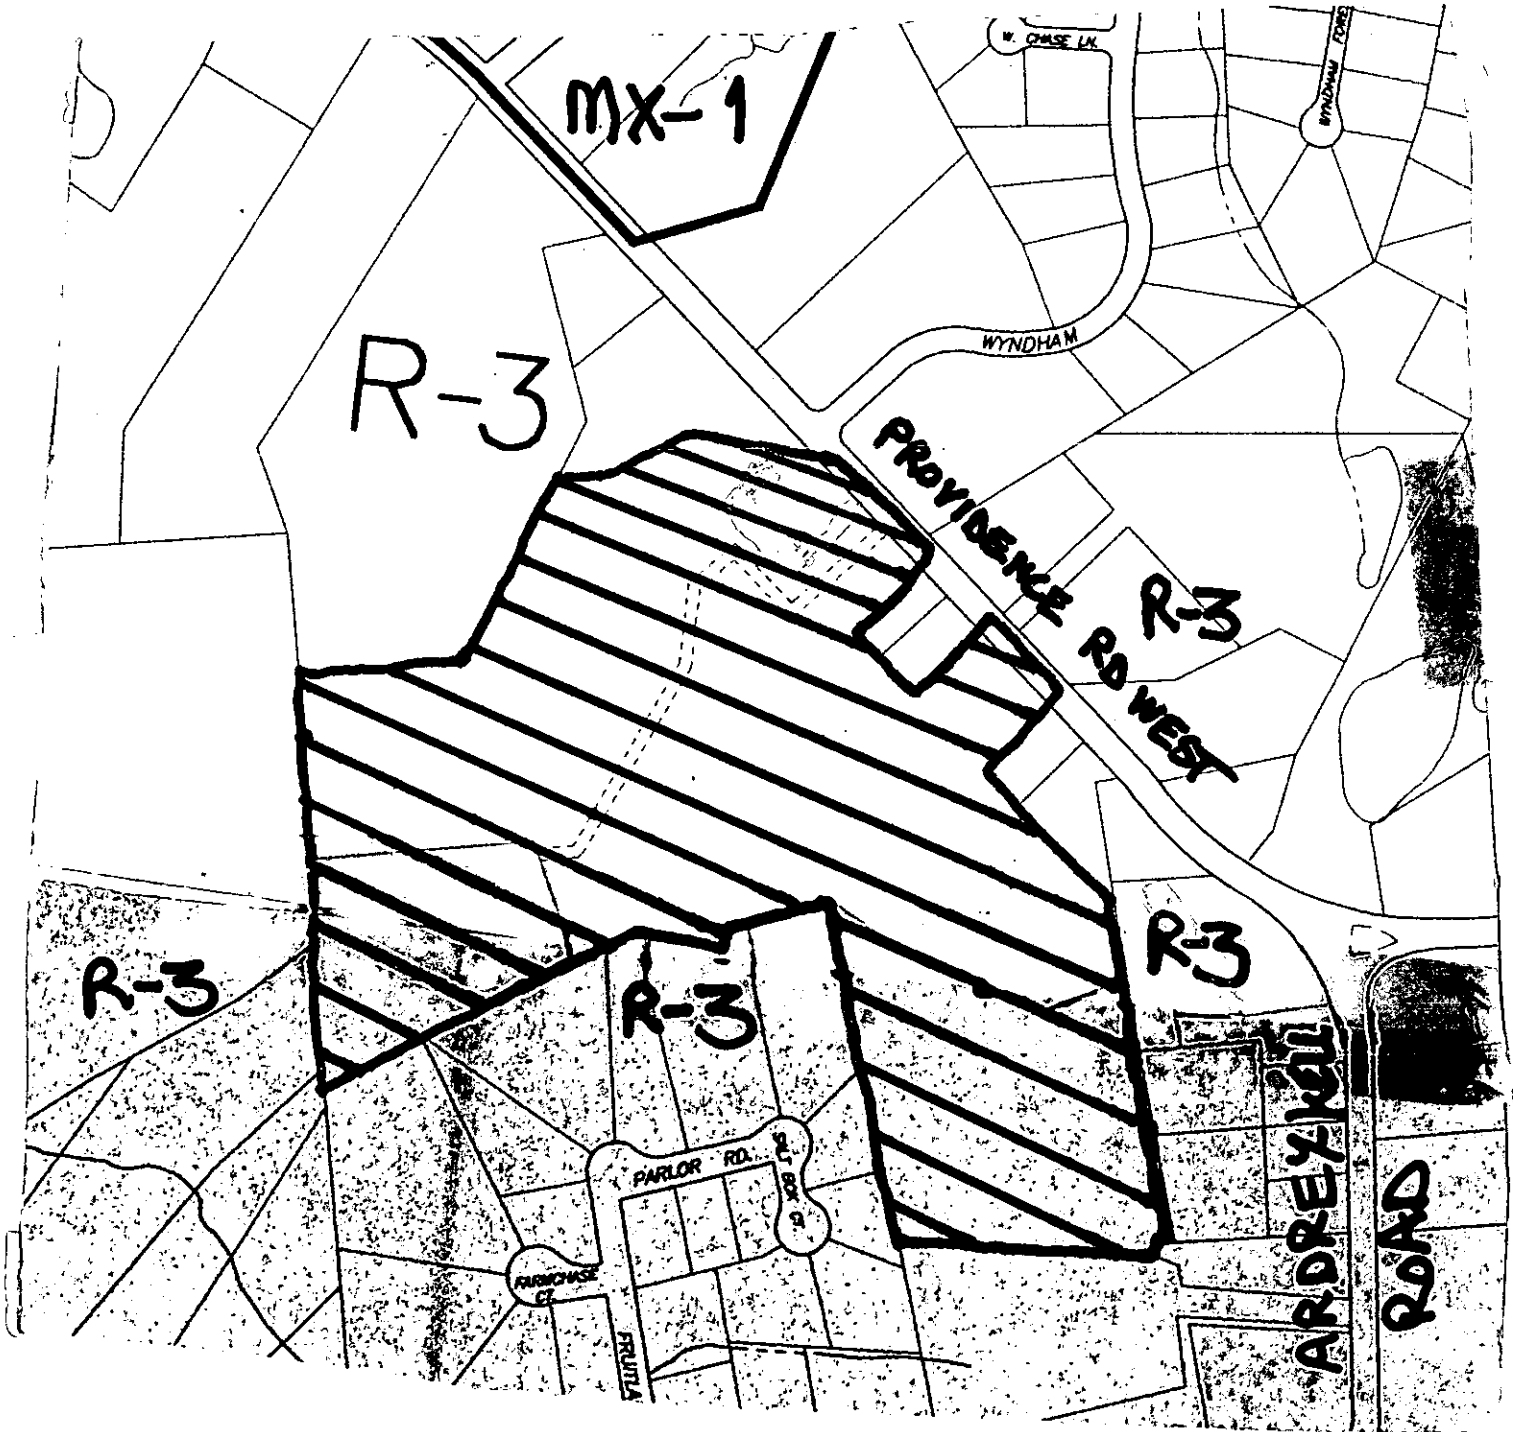 W. CHASE LN.
MX-1
WYNDHAM
WYNDHAM
R-3
PROVIDENCE RD WEST
R-3
R-3
R-3
R-3
ARDREY KELL
ROAD
PARLOR RD.
SALT BOX CT.
FARMCHASE
CT.
FRUITLA